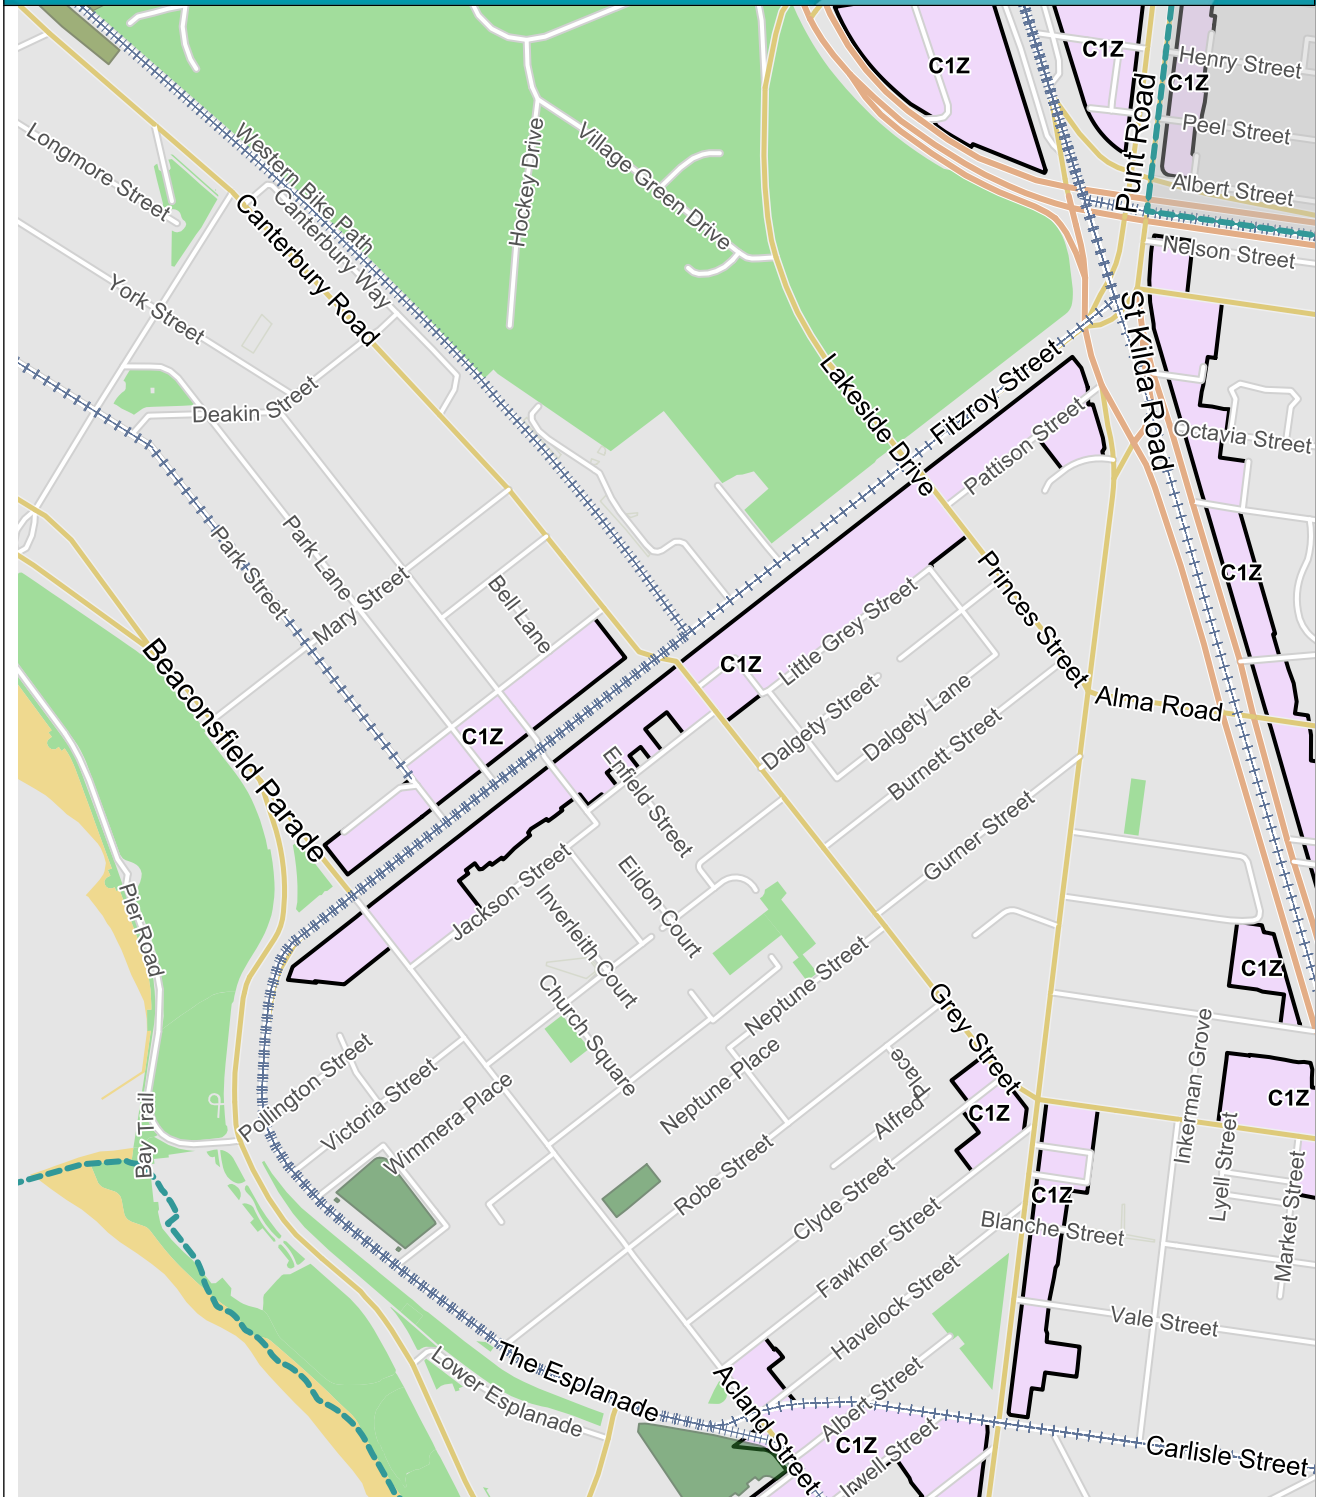 C1Z
C1Z
C1Z
Henry Street
Peel Street
Punt Road
Albert Street
Nelson Street
Longmore Street
Western Bike Path
Canterbury Way
Canterbury Road
Hockey Drive
Village Green Drive
York Street
Deakin Street
Lakeside Drive
Fitzroy Street
St Kilda Road
Pattison Street
Octavia Street
Park Street
Park Lane
Mary Street
Bell Lane
Princes Street
C1Z
Beaconsfield Parade
C1Z
Little Grey Street
Dalgety Street
Dalgety Lane
Burnett Street
Alma Road
C1Z
Enfield Street
Gurner Street
Pier Road
Jackson Street
Eildon Court
Inverleith Court
Church Square
Neptune Street
C1Z
Grey Street
Inkerman Grove
Pollington Street
Victoria Street
Wimmera Place
Neptune Place
Alfred Place
C1Z
C1Z
Bay Trail
Lyell Street
Market Street
Robe Street
Clyde Street
C1Z
Blanche Street
Fawkner Street
Havelock Street
Vale Street
The Esplanade
Lower Esplanade
Acland Street
Albert Street
C1Z
Irwell Street
Carlisle Street